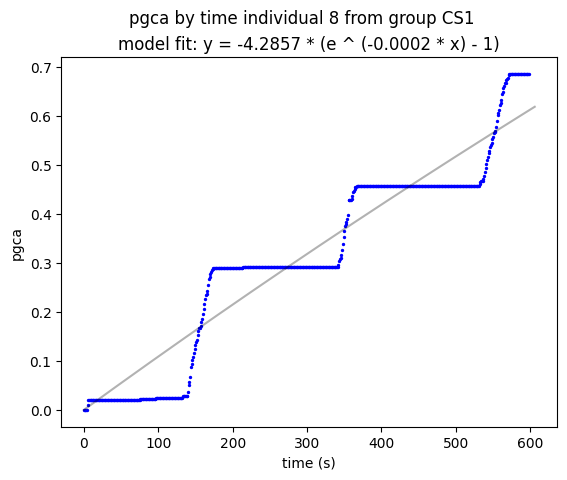 pgca by time individual 8 from group CS1
model fit: y = -4.2857 * (e ^ (-0.0002 * x) - 1)
0.7
0.6
0.5
0.4
0.3
0.2
0.1
0.0
pgca
0 100 200 300 400 500 600
time (s)